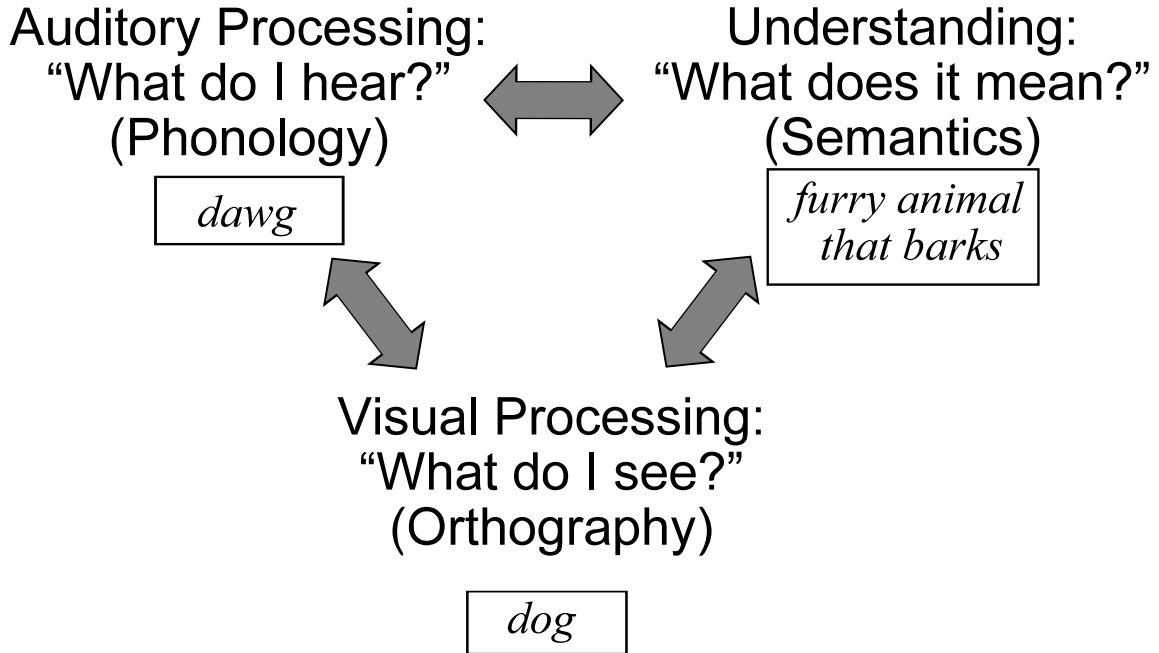 Auditory Processing:
“What do I hear?”
(Phonology)
dawg
Understanding:
“What does it mean?”
(Semantics)
furry animal
that barks
Visual Processing:
“What do I see?”
(Orthography)
dog